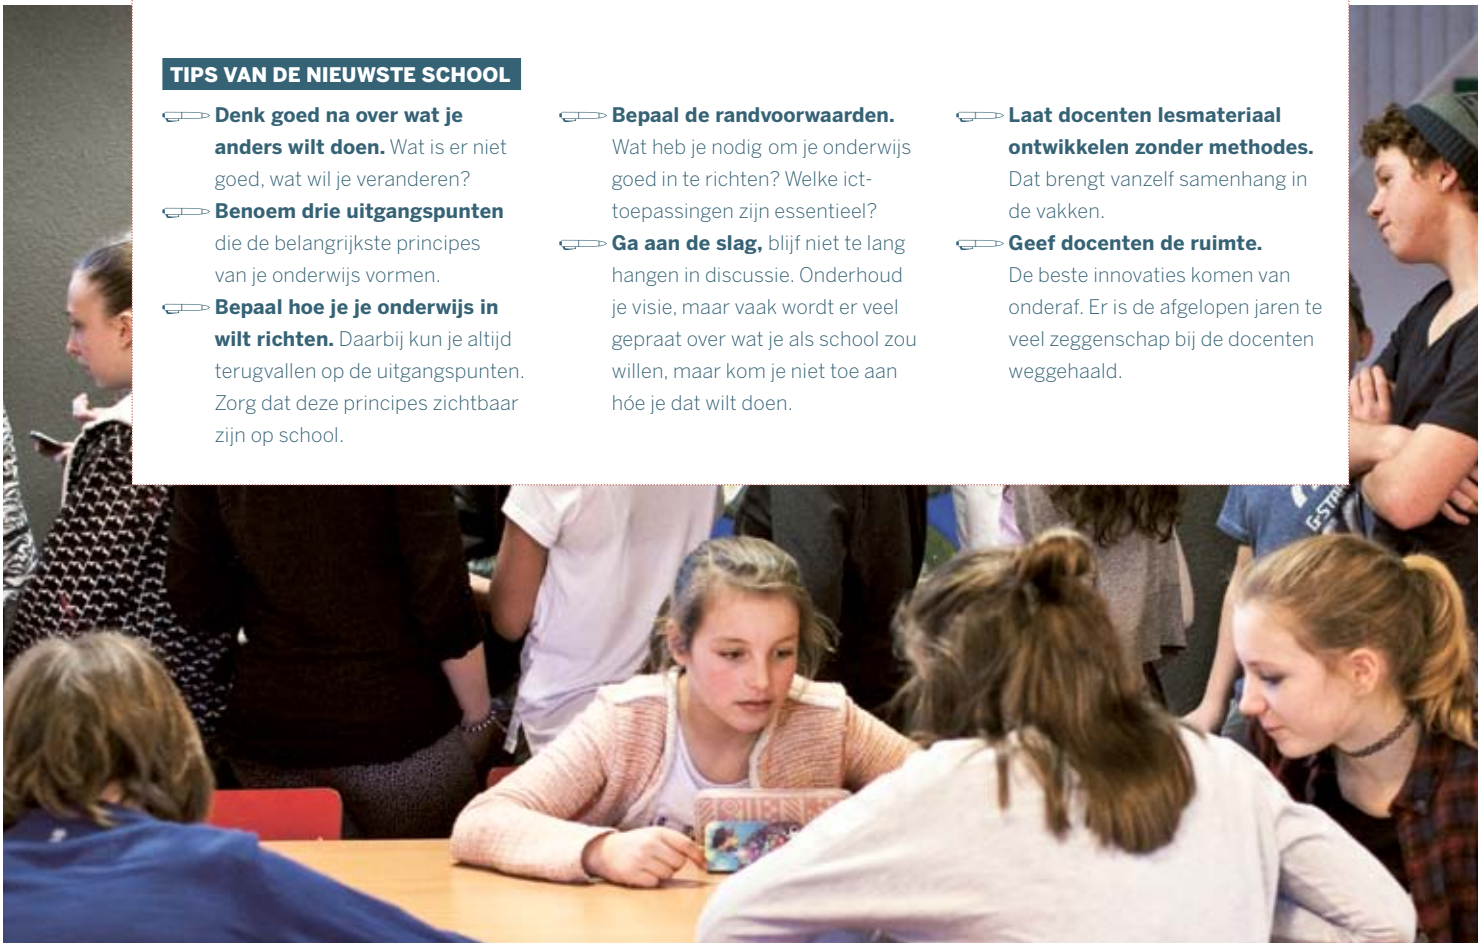 TIPS VAN DE NIEUWSTE SCHOOL
Denk goed na over wat je
anders wilt doen. Wat is er niet
goed, wat wil je veranderen?
Benoem drie uitgangspunten
die de belangrijkste principes
van je onderwijs vormen.
Bepaal hoe je je onderwijs in
wilt richten. Daarbij kun je altijd
terugvallen op de uitgangspunten.
Zorg dat deze principes zichtbaar
zijn op school.
Bepaal de randvoorwaarden.
Wat heb je nodig om je onderwijs
goed in te richten? Welke ict-
toepassingen zijn essentieel?
Ga aan de slag, blijf niet te lang
hangen in discussie. Onderhoud
je visie, maar vaak wordt er veel
gepraat over wat je als school zou
willen, maar kom je niet toe aan
hóe je dat wilt doen.
Laat docenten lesmateriaal
ontwikkelen zonder methodes.
Dat brengt vanzelf samenhang in
de vakken.
Geef docenten de ruimte.
De beste innovaties komen van
onderaf. Er is de afgelopen jaren te
veel zeggenschap bij de docenten
weggehaald.